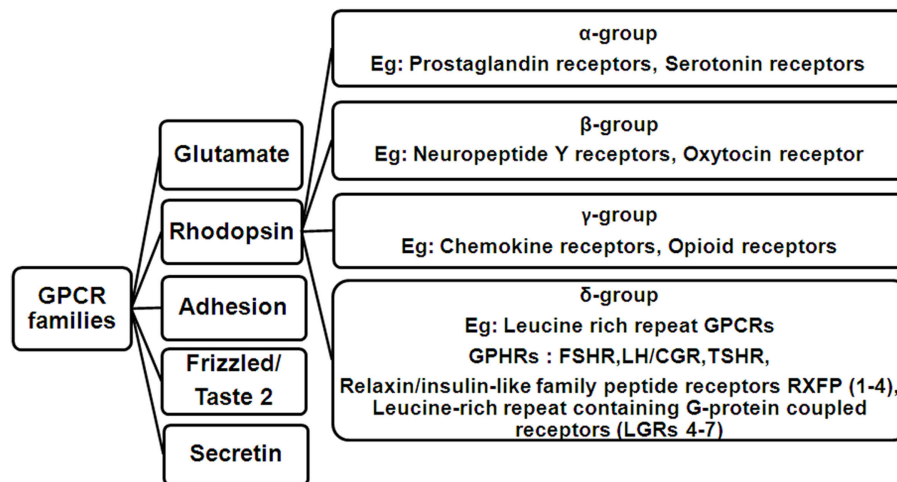 GPCR
families
Glutamate
Rhodopsin
Adhesion
Frizzled/
Taste 2
Secretin
α-group
Eg: Prostaglandin receptors, Serotonin receptors
β-group
Eg: Neuropeptide Y receptors, Oxytocin receptor
γ-group
Eg: Chemokine receptors, Opioid receptors
δ-group
Eg: Leucine rich repeat GPCRs
GPHRs : FSHR,LH/CGR,TSHR,
Relaxin/insulin-like family peptide receptors RXFP (1-4),
Leucine-rich repeat containing G-protein coupled
receptors (LGRs 4-7)